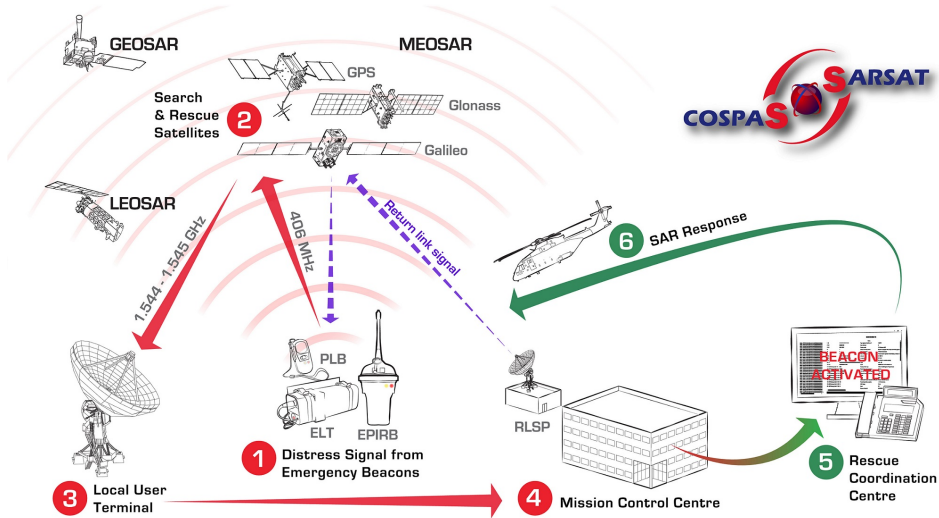 GEOSAR
MEOSAR
GPS
Glonass
Galileo
Search
& Rescue
Satellites
2
COSPAS SARSAT
LEOSAR
1.544 - 1.545 GHz
406 MHz
Return link signal
6 SAR Response
PLB
ELT
EPIRB
RLSP
BEACON
ACTIVATED
1 Distress Signal from
Emergency Beacons
3 Local User
Terminal
4 Mission Control Centre
5 Rescue
Coordination
Centre